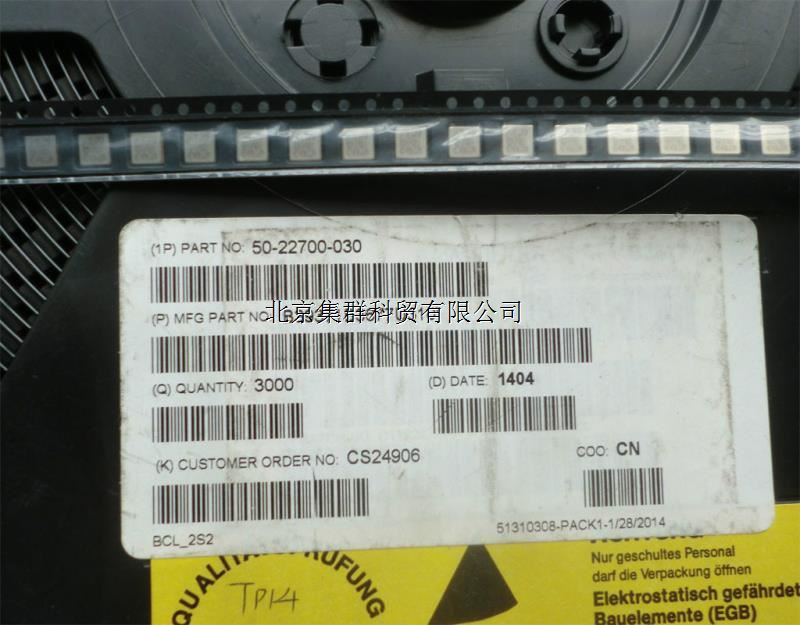 (1P) PART NO: 50-22700-030
(P) MFG PART NO:
北京集群科贸有限公司
(Q) QUANTITY: 3000
(D) DATE: 1404
(K) CUSTOMER ORDER NO: CS24906
COO: CN
BCL_2S2
51310308-PACK1-1/28/2014
QUALITÄTSPRÜFUNG
TP14
Nur geschultes Personal
darf die Verpackung öffnen
Elektrostatisch gefährdet
Bauelemente (EGB)